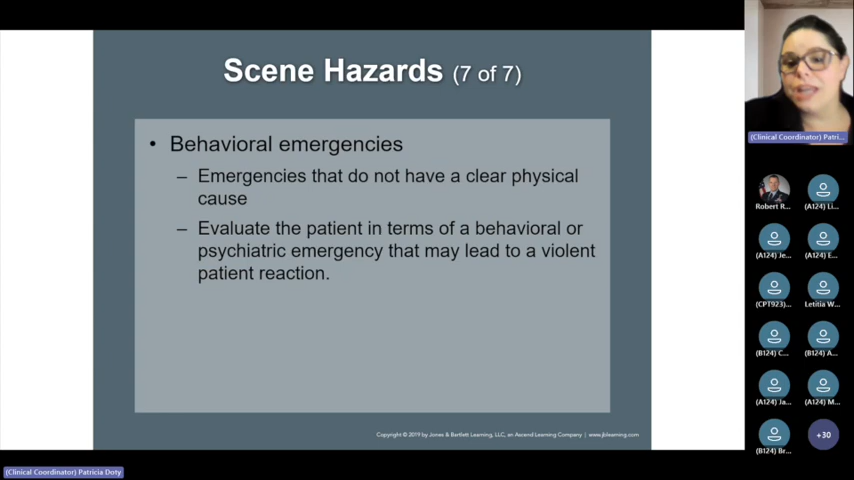 Scene Hazards (7 of 7)
• Behavioral emergencies
– Emergencies that do not have a clear physical
cause
– Evaluate the patient in terms of a behavioral or
psychiatric emergency that may lead to a violent
patient reaction.
Copyright © 2019 by Jones & Bartlett Learning, LLC, an Ascend Learning Company | www.jblearning.com
(Clinical Coordinator) Patri...
Robert R...
(A124) Li...
(A124) Je...
(A124) E...
(CPT923)...
Letitia W...
(B124) C...
(B124) A...
(A124) Ja...
(A124) M...
(B124) Br...
+30
(Clinical Coordinator) Patricia Doty